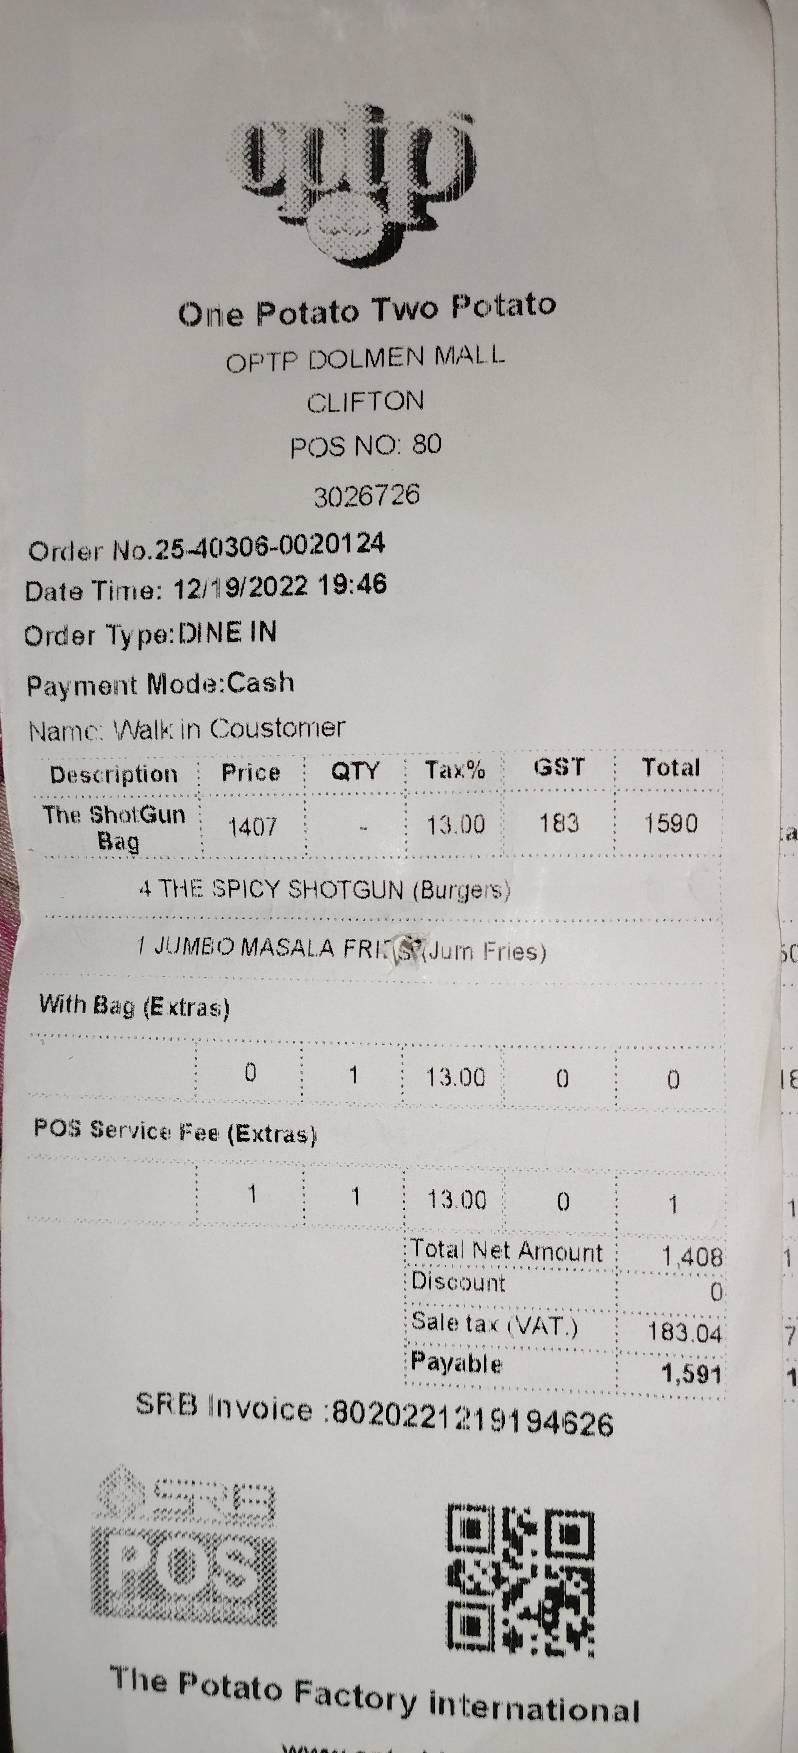 optp
One Potato Two Potato
OPTP DOLMEN MALL
CLIFTON
POS NO: 80
3026726
Order No.25-40306-0020124
Date Time: 12/19/2022 19:46
Order Type:DINE IN
Payment Mode:Cash
Name: Walk in Coustomer
Description Price QTY Tax% GST Total
The ShotGun Bag 1407 - 13.00 183 1590
4 THE SPICY SHOTGUN (Burgers)
1 JUMBO MASALA FRIES (Jum Fries)
With Bag (Extras)
0 1 13.00 0 0
POS Service Fee (Extras)
1 1 13.00 0 1
Total Net Amount 1,408
Discount 0
Sale tax (VAT.) 183.04
Payable 1,591
SRB Invoice :8020221219194626
SRB
POS
The Potato Factory international